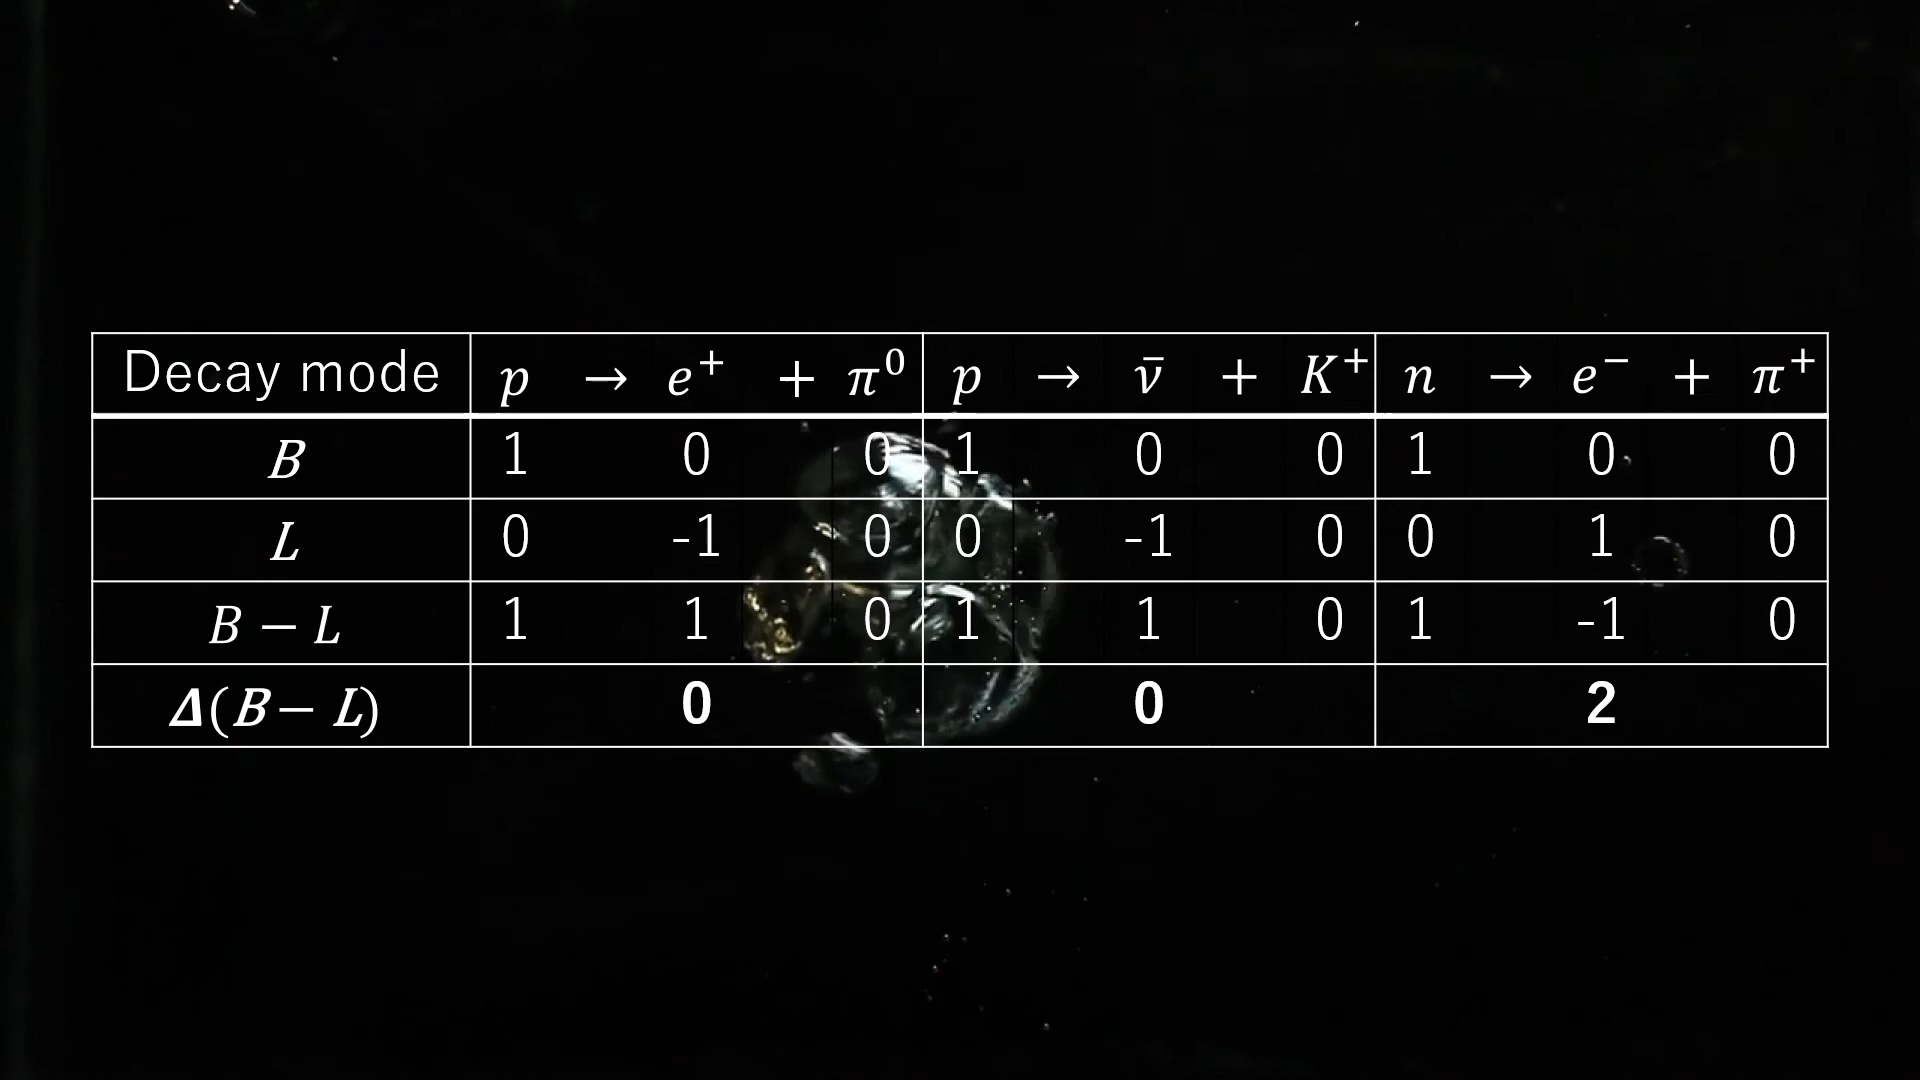 Decay mode p → e⁺ + π⁰ p → ν̄ + K⁺ n → e⁻ + π⁺
B 1 0 0 1 0 0 1 0 0
L 0 -1 0 0 -1 0 0 1 0
B − L 1 1 0 1 1 0 1 -1 0
Δ(B − L) 0 0 2